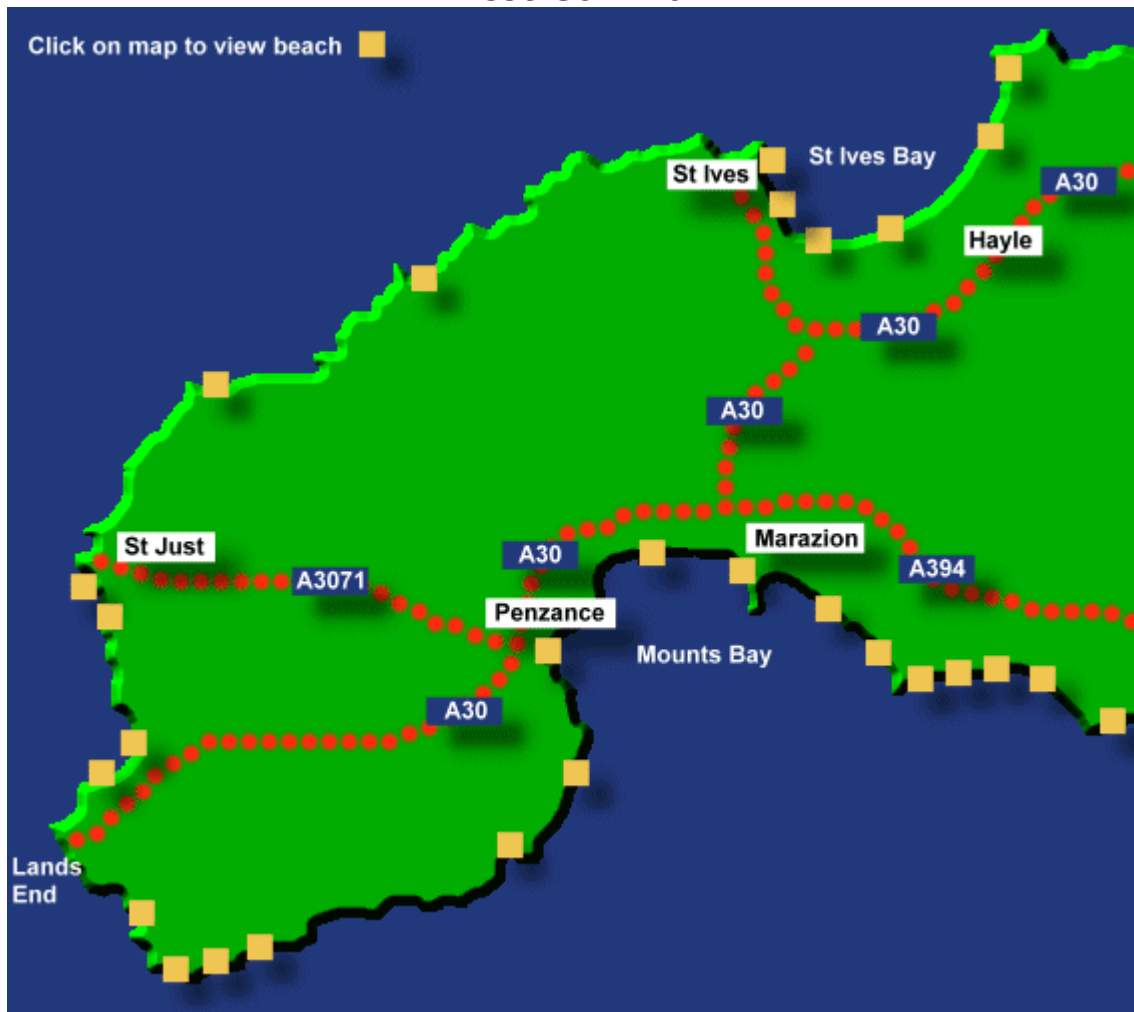 Click on map to view beach
St Ives Bay
St Ives
A30
Hayle
A30
A30
St Just
A30
Marazion
A3071
A394
Penzance
Mounts Bay
A30
Lands
End